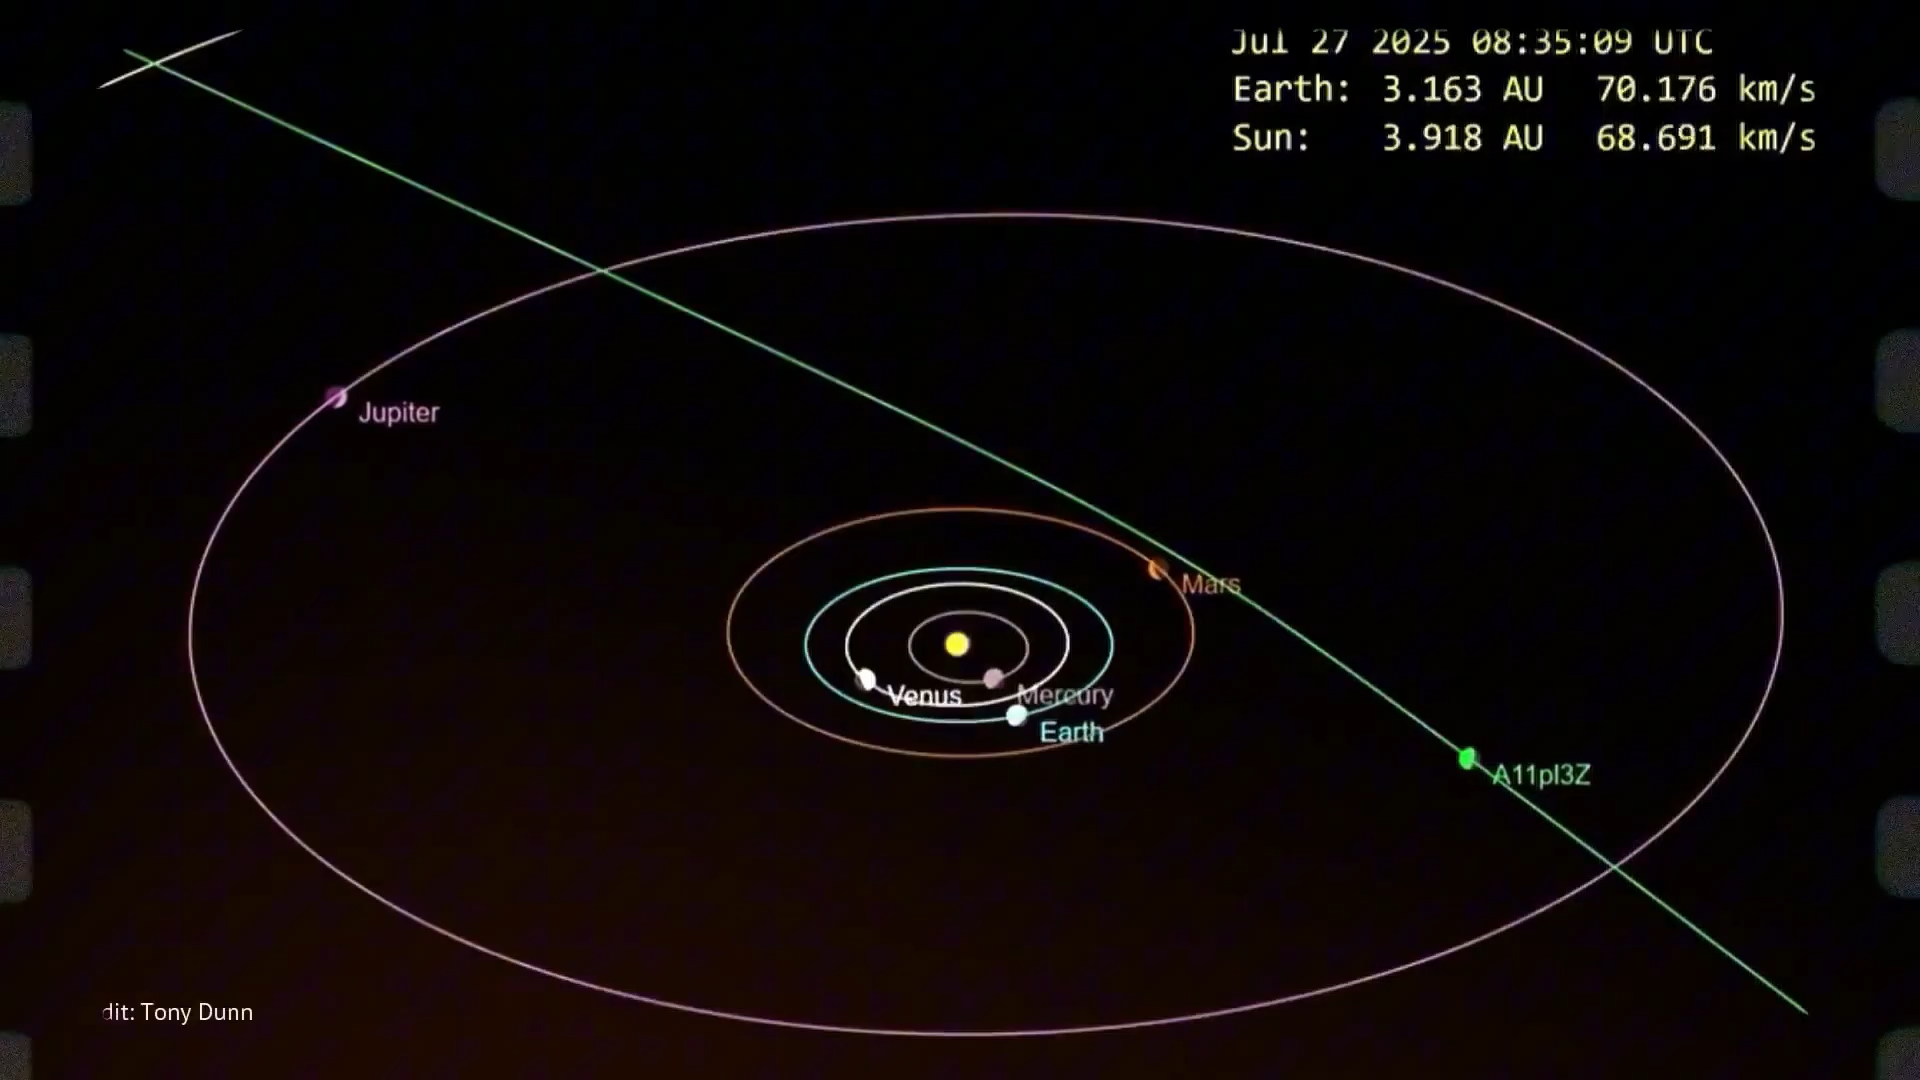 Jul 27 2025 08:35:09 UTC
Earth: 3.163 AU 70.176 km/s
Sun: 3.918 AU 68.691 km/s
Jupiter
Mars
Venus
Mercury
Earth
A11pl3Z
dit: Tony Dunn